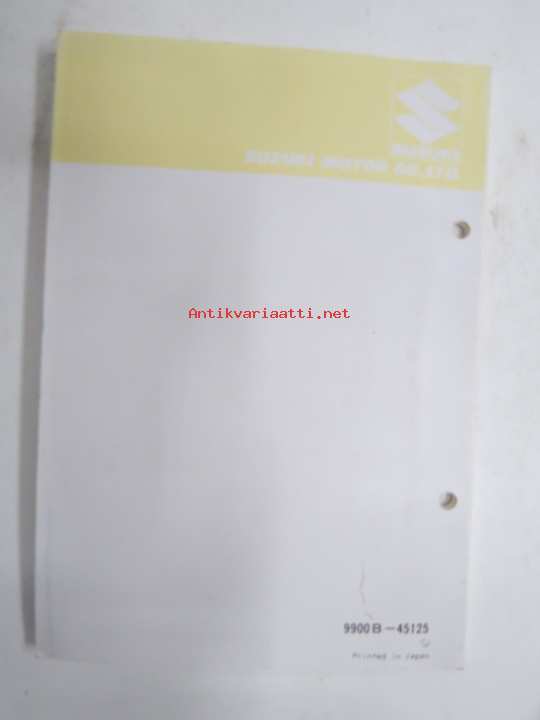 SUZUKI
SUZUKI MOTOR CO.,LTD.
Antikvariaatti.net
9900B-45125
Printed in Japan